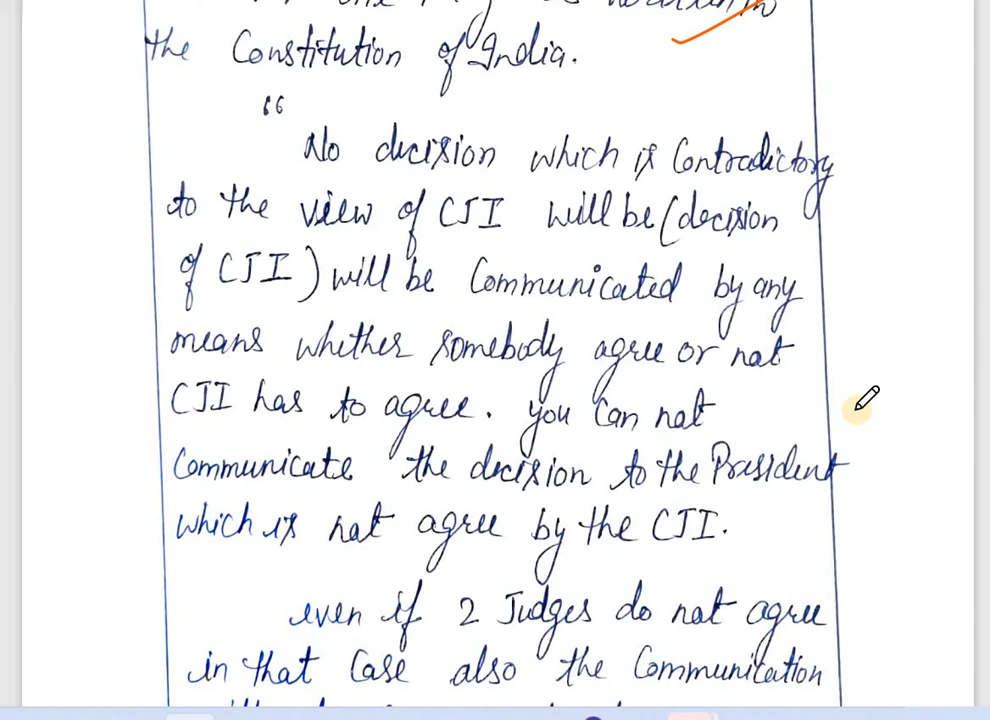 the Constitution of India.
“
No decision which is Contradictory
to the view of CJI will be (decision
of CJI) will be Communicated by any
means whether somebody agree or not
CJI has to agree. you can not
Communicate the decision to the President
which is not agree by the CJI.
even if 2 Judges do not agree
in that Case also the Communication